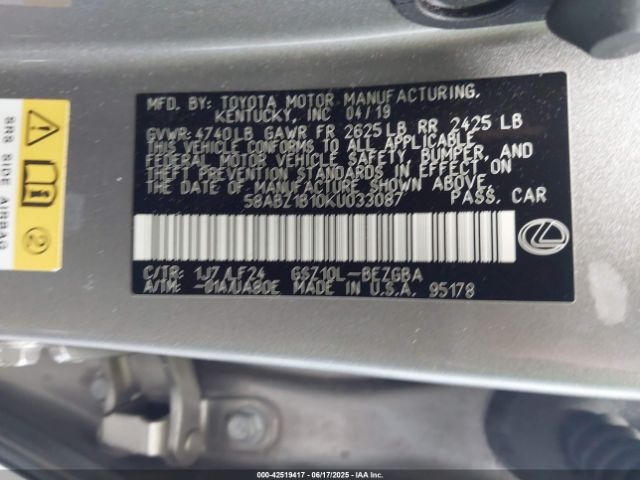 MFD. BY: TOYOTA MOTOR MANUFACTURING,
KENTUCKY, INC 04/19
GVWR: 4740LB GAWR FR 2625LB RR 2425 LB
THIS VEHICLE CONFORMS TO ALL APPLICABLE
FEDERAL MOTOR VEHICLE SAFETY, BUMPER, AND
THEFT PREVENTION STANDARDS IN EFFECT ON
THE DATE OF MANUFACTURE SHOWN ABOVE.
58ABZ1B10KU033087 PASS. CAR
C/TR: 1J7/LF24 GSZ10L-BEZGBA
A/TM: -01A/UA80E MADE IN U.S.A. 95178
SRS SIDE AIRBAG
2
000-42519417 06/17/2025 IAAI.COM